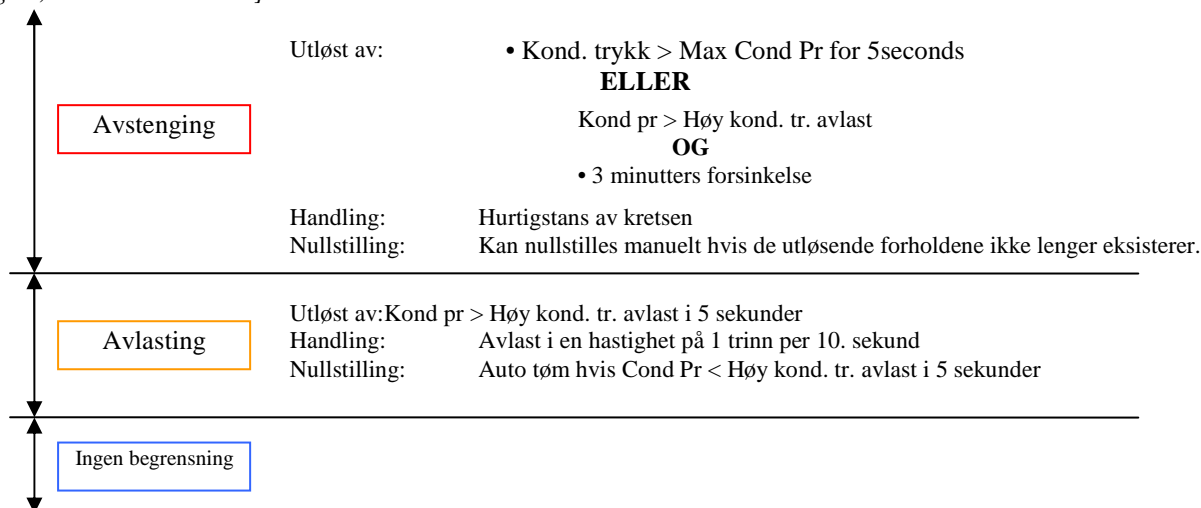 Utløst av: • Kond. trykk > Max Cond Pr for 5seconds
ELLER
Avstenging
Kond pr > Høy kond. tr. avlast
OG
• 3 minutters forsinkelse
Handling: Hurtigstans av kretsen
Nullstilling: Kan nullstilles manuelt hvis de utløsende forholdene ikke lenger eksisterer.
Utløst av:Kond pr > Høy kond. tr. avlast i 5 sekunder
Avlasting
Handling: Avlast i en hastighet på 1 trinn per 10. sekund
Nullstilling: Auto tøm hvis Cond Pr < Høy kond. tr. avlast i 5 sekunder
Ingen begrensning